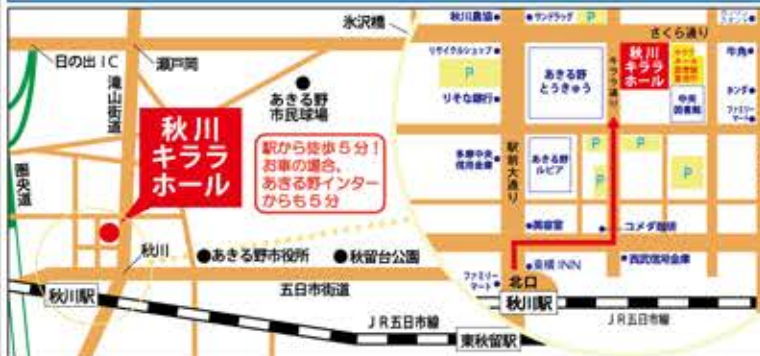 氷沢橋
日の出IC
瀬戸岡
滝山街道
あきる野
市民球場
秋川
キララ
ホール
駅から徒歩5分！
お車の場合、
あきる野インター
からも5分
圏央道
秋川
あきる野市役所
秋留台公園
五日市街道
秋川駅
JR五日市線
東秋留駅
秋川農協
サンドラッグ
P
さくら通り
リサイクルショップ
P
りそな銀行
あきる野
とうきゅう
キララ通り
秋川
キララ
ホール
中央
図書館
牛角
ホンダ
ファミリー
マート
多摩中央
信用金庫
駅前大通り
あきる野
ルピア
P
P
P
P
美容室
コメダ珈琲
東横INN
西武信用金庫
ファミリー
マート
北口
秋川駅
JR五日市線